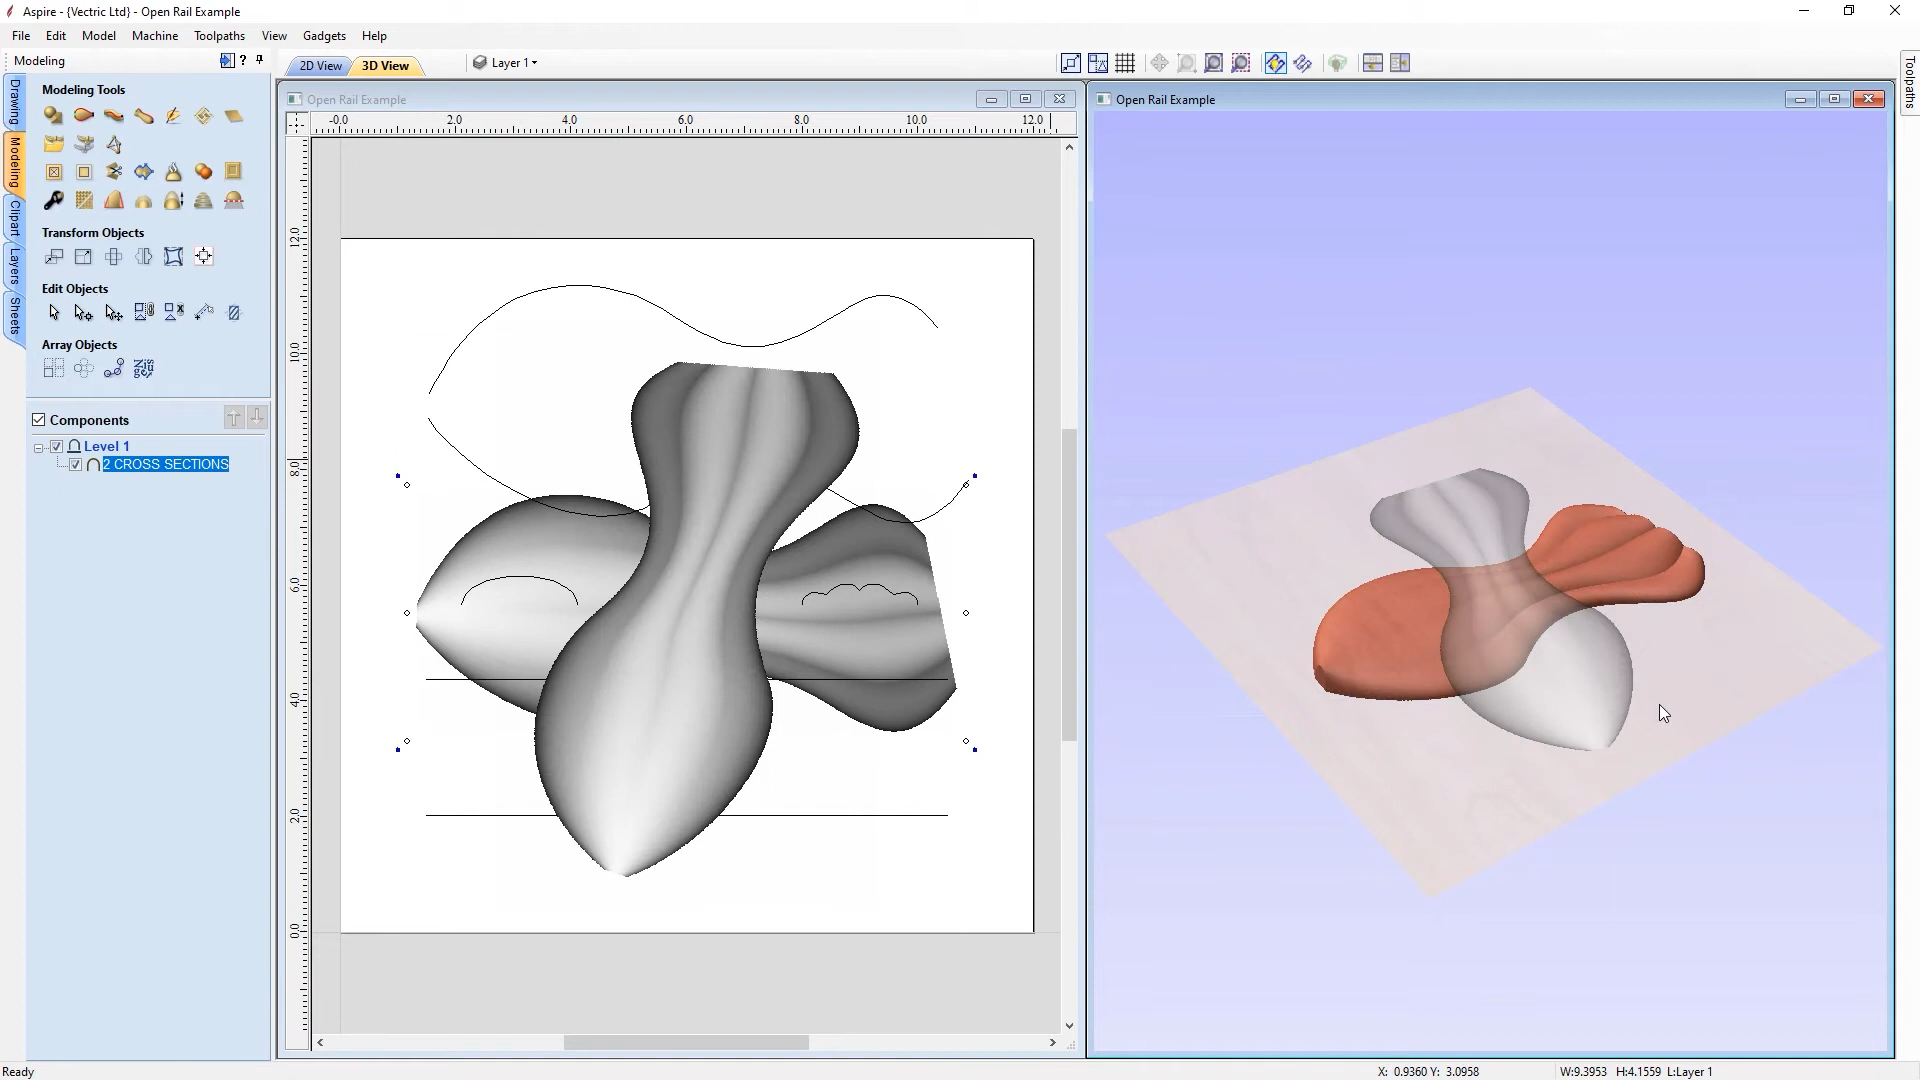 Aspire - {Vectric Ltd} - Open Rail Example
File Edit Model Machine Toolpaths View Gadgets Help
Modeling
2D View
3D View
Layer 1
Toolpaths
Drawing
Modeling
Clipart
Layers
Sheets
Modeling Tools
Transform Objects
Edit Objects
Array Objects
Components
Level 1
2 CROSS SECTIONS
Open Rail Example
-0.0 2.0 4.0 6.0 8.0 10.0 12.0
12.0
10.0
8.0
6.0
4.0
2.0
0.0
Open Rail Example
Ready
X: 0.9360 Y: 3.0958
W:9.3953 H:4.1559 L:Layer 1